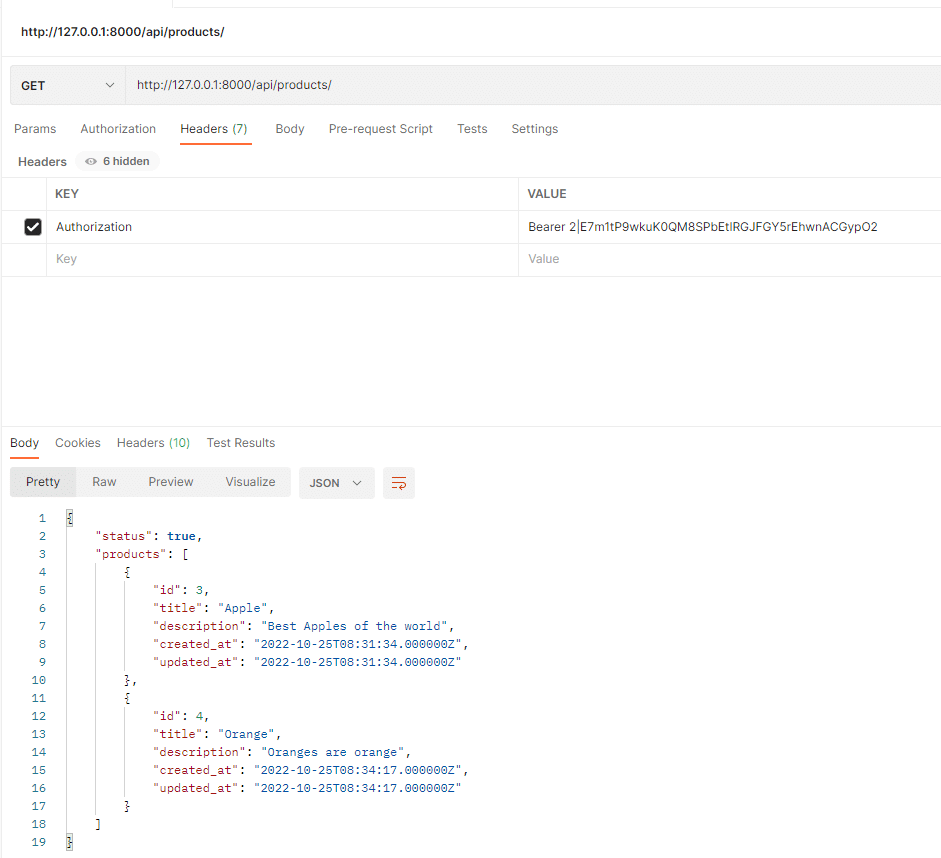 http://127.0.0.1:8000/api/products/
GET http://127.0.0.1:8000/api/products/
Params Authorization Headers (7) Body Pre-request Script Tests Settings
Headers 6 hidden
KEY VALUE
Authorization Bearer 2|E7m1tP9wkuK0QM8SPbEtlRGJFGY5rEhwnACGypO2
Key Value
Body Cookies Headers (10) Test Results
Pretty Raw Preview Visualize JSON
1 {
2 "status": true,
3 "products": [
4 {
5 "id": 3,
6 "title": "Apple",
7 "description": "Best Apples of the world",
8 "created_at": "2022-10-25T08:31:34.000000Z",
9 "updated_at": "2022-10-25T08:31:34.000000Z"
10 },
11 {
12 "id": 4,
13 "title": "Orange",
14 "description": "Oranges are orange",
15 "created_at": "2022-10-25T08:34:17.000000Z",
16 "updated_at": "2022-10-25T08:34:17.000000Z"
17 }
18 ]
19 }